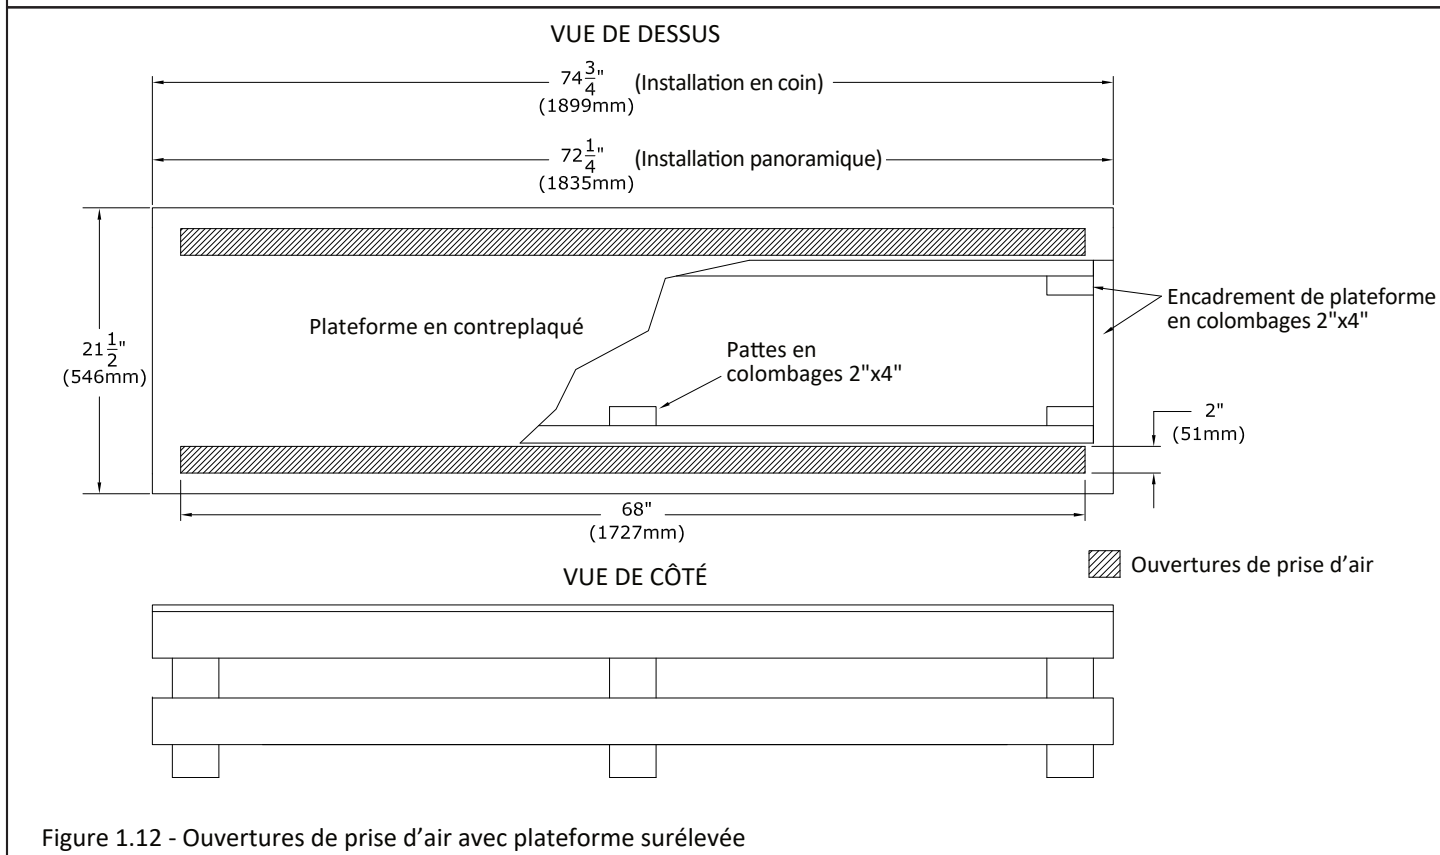 VUE DE DESSUS
74 3/4" (Installation en coin)
(1899mm)
72 1/4" (Installation panoramique)
(1835mm)
Encadrement de plateforme
en colombages 2"x4"
Plateforme en contreplaqué
Pattes en
colombages 2"x4"
21 1/2"
(546mm)
2"
(51mm)
68"
(1727mm)
VUE DE CÔTÉ
Ouvertures de prise d’air
Figure 1.12 - Ouvertures de prise d’air avec plateforme surélevée